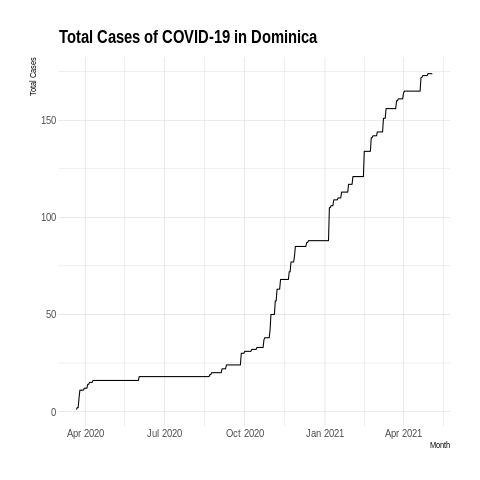 Total Cases of COVID-19 in Dominica
Total Cases
150
100
50
0
Apr 2020 Jul 2020 Oct 2020 Jan 2021 Apr 2021
Month